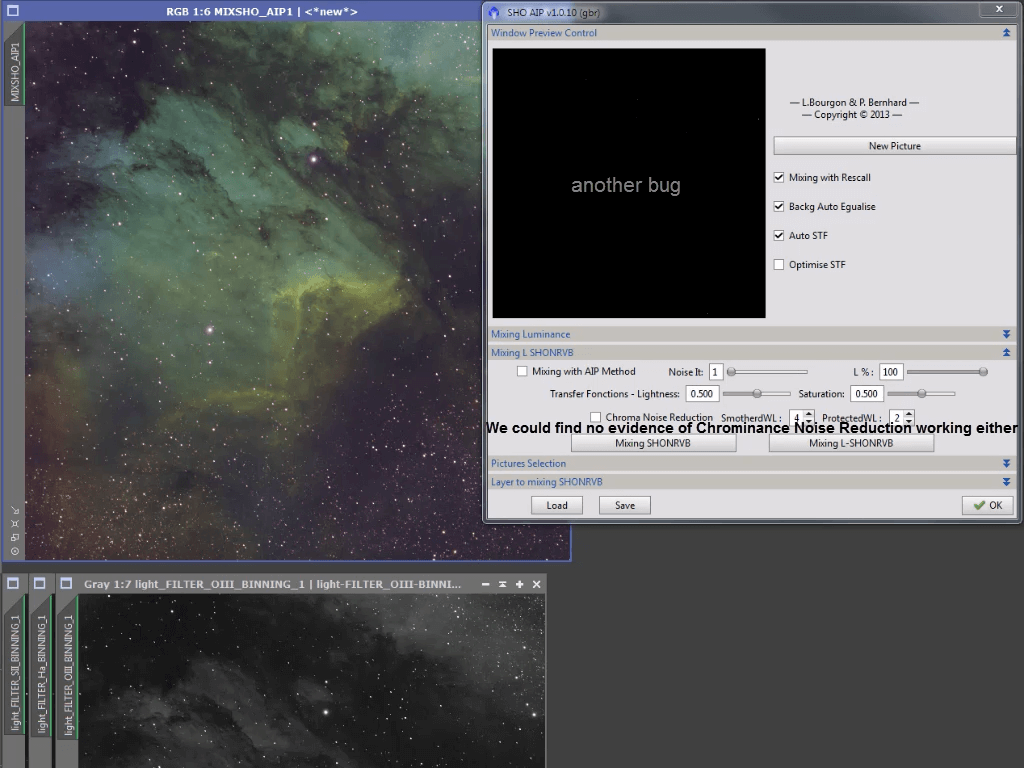 RGB 1:6 MIXSHO_AIP1 | <*new*>
MIXSHO_AIP1
SHO AIP v1.0.10 (gbr)
Window Preview Control
another bug
— L.Bourgon & P. Bernhard —
— Copyright © 2013 —
New Picture
Mixing with Rescall
Backg Auto Equalise
Auto STF
Optimise STF
Mixing Luminance
Mixing L SHONRVB
Mixing with AIP Method Noise It: 1 L % : 100
Transfer Fonctions - Lightness: 0.500 Saturation: 0.500
Chroma Noise Reduction SmotherdWL : 4 ProtectedWL : 2
We could find no evidence of Chrominance Noise Reduction working either
Mixing SHONRVB Mixing L-SHONRVB
Pictures Selection
Layer to mixing SHONRVB
Load Save OK
Gray 1:7 light_FILTER_OIII_BINNING_1 | light-FILTER_OIII-BINNI...
light_FILTER_SII_BINNING_1
light_FILTER_Ha_BINNING_1
light_FILTER_OIII_BINNING_1